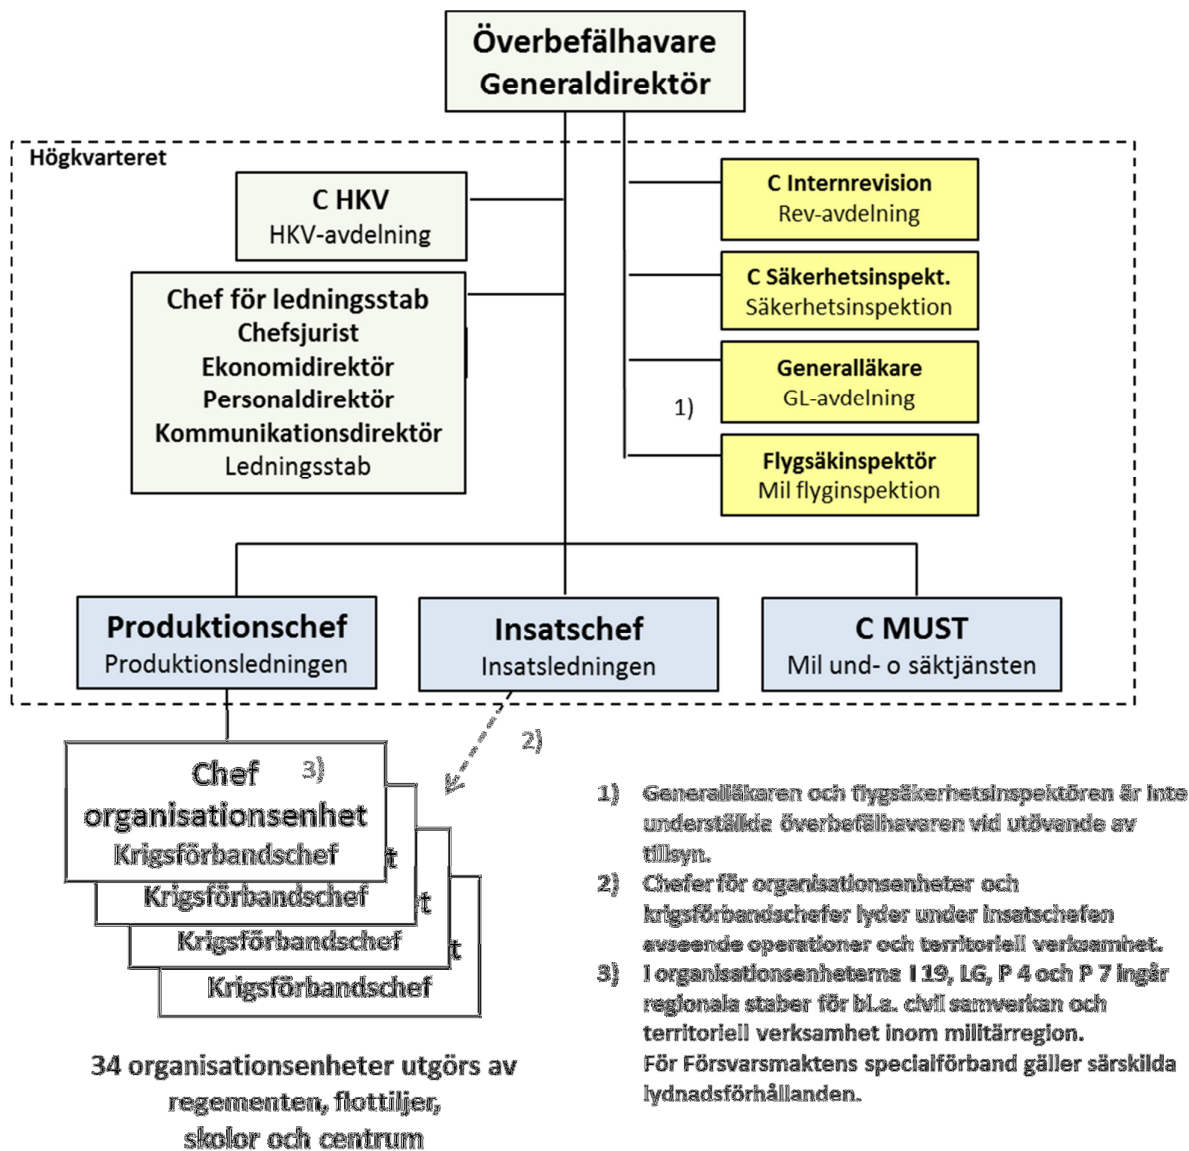 Överbefälhavare
Generaldirektör
Högkvarteret
C HKV
HKV-avdelning
Chef för ledningsstab
Chefsjurist
Ekonomidirektör
Personaldirektör
Kommunikationsdirektör
Ledningsstab
C Internrevision
Rev-avdelning
C Säkerhetsinspekt.
Säkerhetsinspektion
Generalläkare
GL-avdelning
1)
Flygsäkinspektör
Mil flyginspektion
Produktionschef
Produktionsledningen
Insatschef
Insatsledningen
C MUST
Mil und- o säktjänsten
2)
Chef 3)
organisationsenhet
Krigsförbandschef
t
Krigsförbandschef
et
Krigsförbandschef
t
Krigsförbandschef
34 organisationsenheter utgörs av
regementen, flottiljer,
skolor och centrum
1) Generalläkaren och flygsäkerhetsinspektören är inte
underställda överbefälhavaren vid utövande av
tillsyn.
2) Chefer för organisationsenheter och
krigsförbandschefer lyder under insatschefen
avseende operationer och territoriell verksamhet.
3) I organisationsenheterna I 19, LG, P 4 och P 7 ingår
regionala staber för bl.a. civil samverkan och
territoriell verksamhet inom militärregion.
För Försvarsmaktens specialförband gäller särskilda
lydnadsförhållanden.